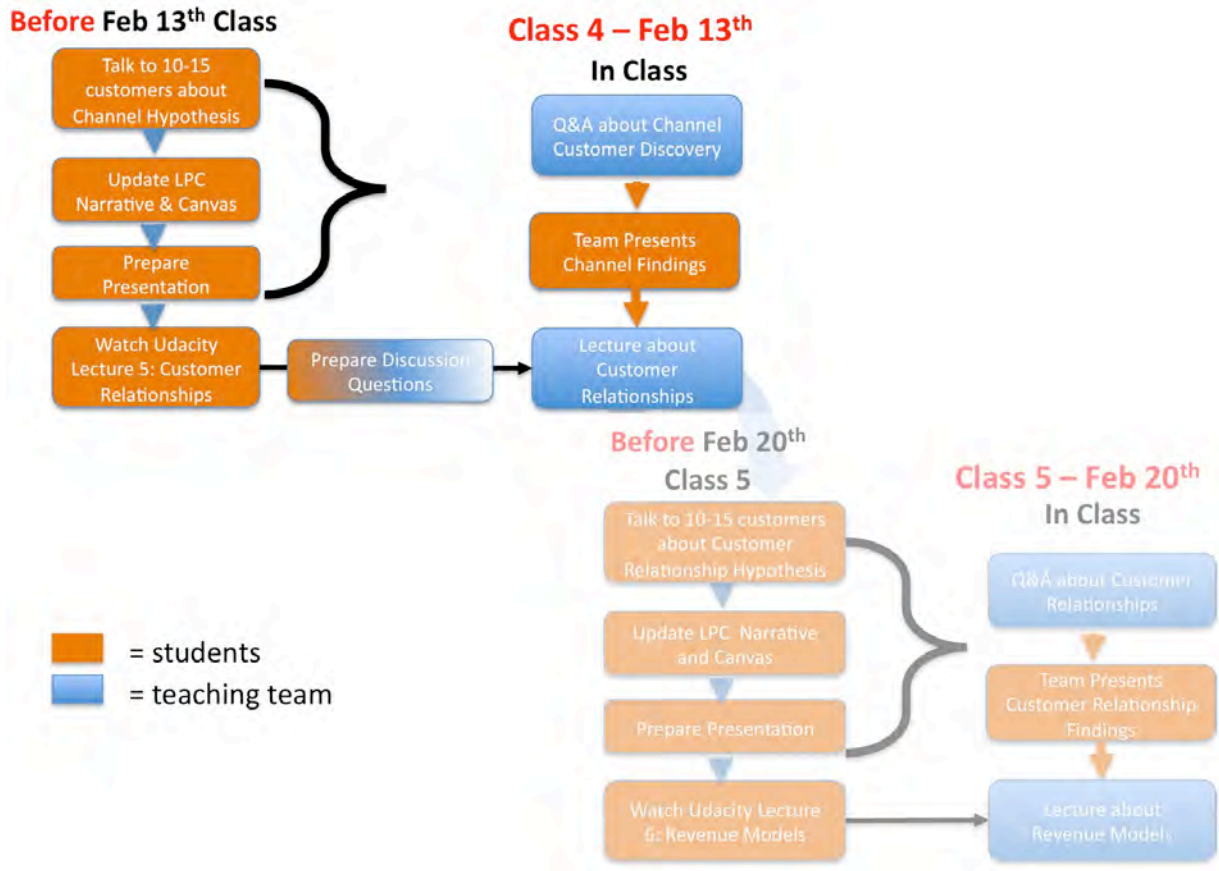 Before Feb 13th Class
Talk to 10-15
customers about
Channel Hypothesis
Update LPC
Narrative & Canvas
Prepare
Presentation
Watch Udacity
Lecture 5: Customer
Relationships
Prepare Discussion
Questions
Class 4 – Feb 13th
In Class
Q&A about Channel
Customer Discovery
Team Presents
Channel Findings
Lecture about
Customer
Relationships
Before Feb 20th
Class 5
Talk to 10-15 customers
about Customer
Relationship Hypothesis
Update LPC Narrative
and Canvas
Prepare Presentation
Watch Udacity Lecture
6: Revenue Models
Class 5 – Feb 20th
In Class
Q&A about Customer
Relationships
Team Presents
Customer Relationship
Findings
Lecture about
Revenue Models
= students
= teaching team